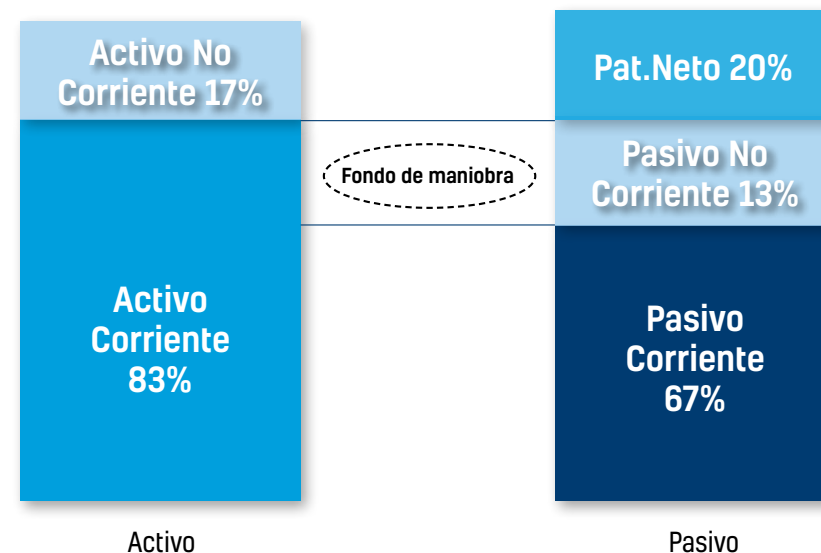 Activo No
Corriente 17%
Pat.Neto 20%
Fondo de maniobra
Pasivo No
Corriente 13%
Activo
Corriente
83%
Pasivo
Corriente
67%
Activo
Pasivo